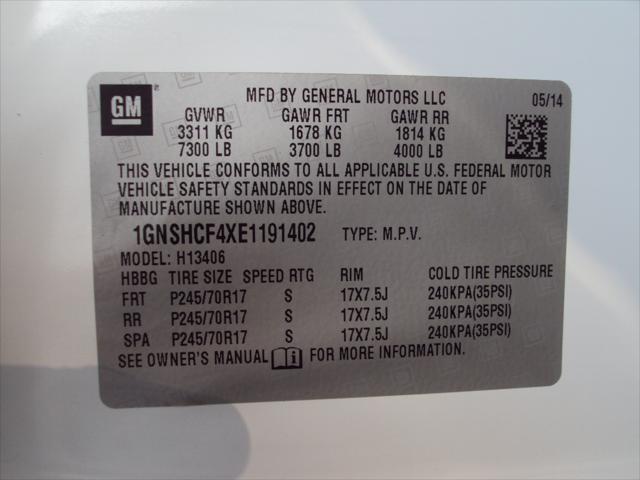 GM
MFD BY GENERAL MOTORS LLC 05/14
GVWR GAWR FRT GAWR RR
3311 KG 1678 KG 1814 KG
7300 LB 3700 LB 4000 LB
THIS VEHICLE CONFORMS TO ALL APPLICABLE U.S. FEDERAL MOTOR
VEHICLE SAFETY STANDARDS IN EFFECT ON THE DATE OF
MANUFACTURE SHOWN ABOVE.
1GNSHCF4XE1191402 TYPE: M.P.V.
MODEL: H13406
HBBG TIRE SIZE SPEED RTG RIM COLD TIRE PRESSURE
FRT P245/70R17 S 17X7.5J 240KPA(35PSI)
RR P245/70R17 S 17X7.5J 240KPA(35PSI)
SPA P245/70R17 S 17X7.5J 240KPA(35PSI)
SEE OWNER'S MANUAL FOR MORE INFORMATION.